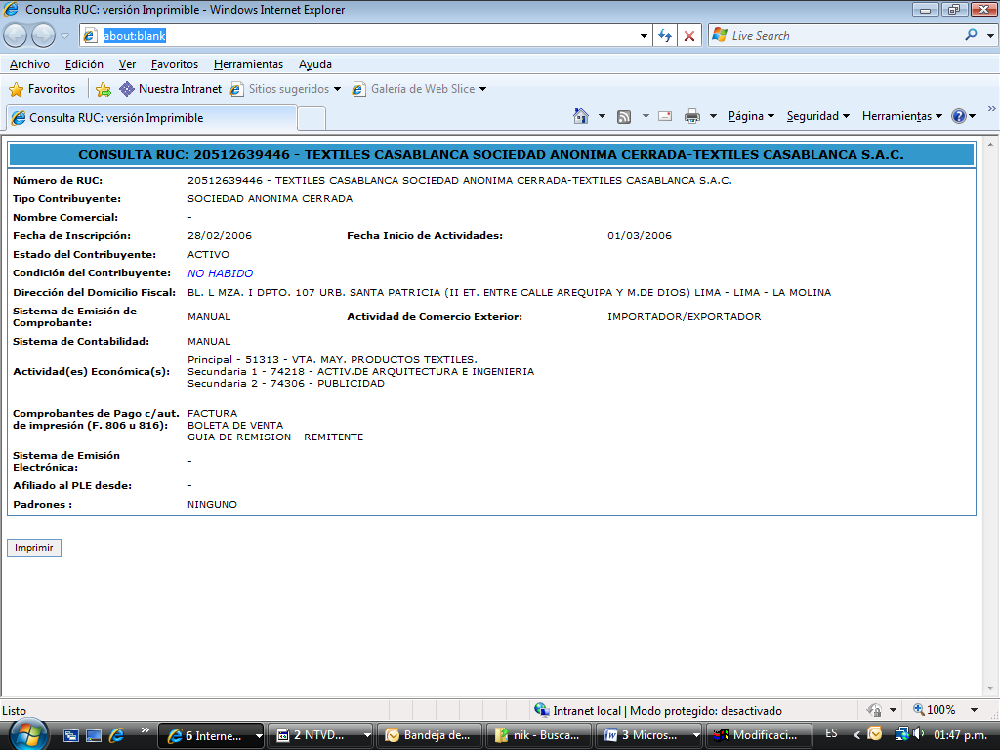 Consulta RUC: versión Imprimible - Windows Internet Explorer
about:blank
Live Search
Archivo Edición Ver Favoritos Herramientas Ayuda
Favoritos Nuestra Intranet Sitios sugeridos Galería de Web Slice
Consulta RUC: versión Imprimible
Página Seguridad Herramientas
CONSULTA RUC: 20512639446 - TEXTILES CASABLANCA SOCIEDAD ANONIMA CERRADA-TEXTILES CASABLANCA S.A.C.
Número de RUC: 20512639446 - TEXTILES CASABLANCA SOCIEDAD ANONIMA CERRADA-TEXTILES CASABLANCA S.A.C.
Tipo Contribuyente: SOCIEDAD ANONIMA CERRADA
Nombre Comercial: -
Fecha de Inscripción: 28/02/2006 Fecha Inicio de Actividades: 01/03/2006
Estado del Contribuyente: ACTIVO
Condición del Contribuyente: NO HABIDO
Dirección del Domicilio Fiscal: BL. L MZA. I DPTO. 107 URB. SANTA PATRICIA (II ET. ENTRE CALLE AREQUIPA Y M.DE DIOS) LIMA - LIMA - LA MOLINA
Sistema de Emisión de
Comprobante: MANUAL Actividad de Comercio Exterior: IMPORTADOR/EXPORTADOR
Sistema de Contabilidad: MANUAL
Actividad(es) Económica(s):
Principal - 51313 - VTA. MAY. PRODUCTOS TEXTILES.
Secundaria 1 - 74218 - ACTIV.DE ARQUITECTURA E INGENIERIA
Secundaria 2 - 74306 - PUBLICIDAD
Comprobantes de Pago c/aut.
de impresión (F. 806 u 816):
FACTURA
BOLETA DE VENTA
GUIA DE REMISION - REMITENTE
Sistema de Emisión
Electrónica: -
Afiliado al PLE desde: -
Padrones : NINGUNO
Imprimir
Listo Intranet local | Modo protegido: desactivado 100%
6 Interne... 2 NTVD... Bandeja de... nik - Busca... 3 Micros... Modificaci... ES 01:47 p.m.